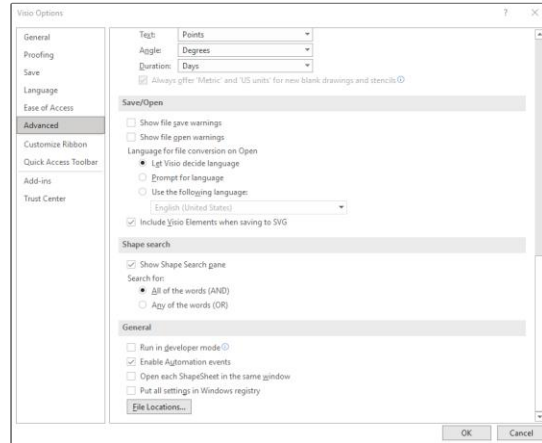 Visio Options
General
Proofing
Save
Language
Ease of Access
Advanced
Customize Ribbon
Quick Access Toolbar
Add-ins
Trust Center
Text: Points
Angle: Degrees
Duration: Days
Always offer 'Metric' and 'US units' for new blank drawings and stencils
Save/Open
Show file save warnings
Show file open warnings
Language for file conversion on Open
Let Visio decide language
Prompt for language
Use the following language:
English (United States)
Include Visio Elements when saving to SVG
Shape search
Show Shape Search pane
Search for:
All of the words (AND)
Any of the words (OR)
General
Run in developer mode
Enable Automation events
Open each ShapeSheet in the same window
Put all settings in Windows registry
File Locations...
OK Cancel